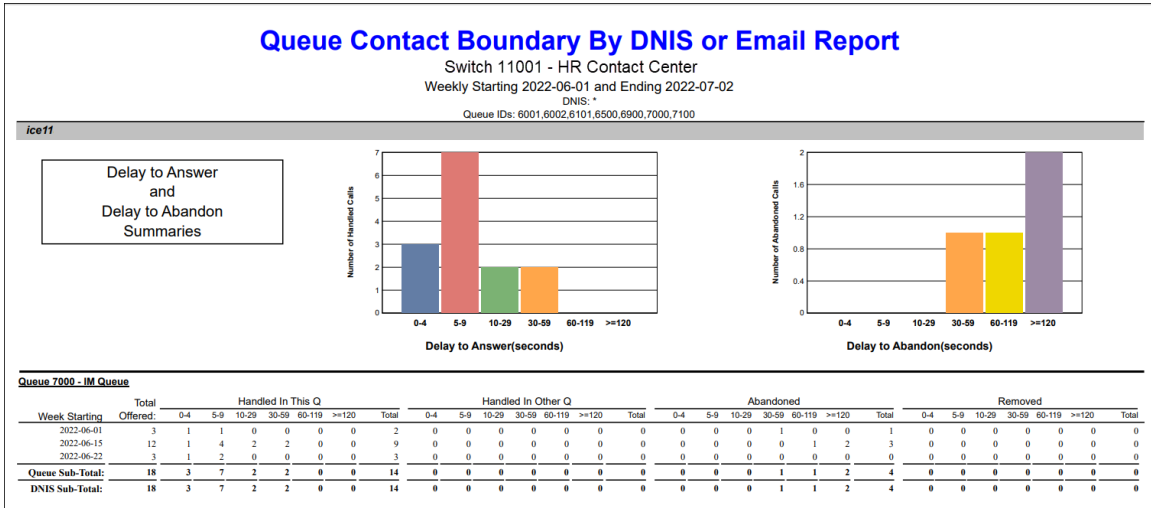 Queue Contact Boundary By DNIS or Email Report
Switch 11001 - HR Contact Center
Weekly Starting 2022-06-01 and Ending 2022-07-02
DNIS: *
Queue IDs: 6001,6002,6101,6500,6900,7000,7100
ice11
Delay to Answer
and
Delay to Abandon
Summaries
Number of Handled Calls
7
6
5
4
3
2
1
0
0-4 5-9 10-29 30-59 60-119 >=120
Delay to Answer(seconds)
Number of Abandoned Calls
2
1.6
1.2
0.8
0.4
0
0-4 5-9 10-29 30-59 60-119 >=120
Delay to Abandon(seconds)
Queue 7000 - IM Queue
Total Handled In This Q Handled In Other Q Abandoned Removed
Week Starting Offered: 0-4 5-9 10-29 30-59 60-119 >=120 Total 0-4 5-9 10-29 30-59 60-119 >=120 Total 0-4 5-9 10-29 30-59 60-119 >=120 Total 0-4 5-9 10-29 30-59 60-119 >=120 Total
2022-06-01 3 1 1 0 0 0 0 2 0 0 0 0 0 0 0 0 0 0 1 0 0 1 0 0 0 0 0 0 0
2022-06-15 12 1 4 2 2 0 0 9 0 0 0 0 0 0 0 0 0 0 0 1 2 3 0 0 0 0 0 0 0
2022-06-22 3 1 2 0 0 0 0 3 0 0 0 0 0 0 0 0 0 0 0 0 0 0 0 0 0 0 0 0 0
Queue Sub-Total: 18 3 7 2 2 0 0 14 0 0 0 0 0 0 0 0 0 0 1 1 2 4 0 0 0 0 0 0 0
DNIS Sub-Total: 18 3 7 2 2 0 0 14 0 0 0 0 0 0 0 0 0 0 1 1 2 4 0 0 0 0 0 0 0